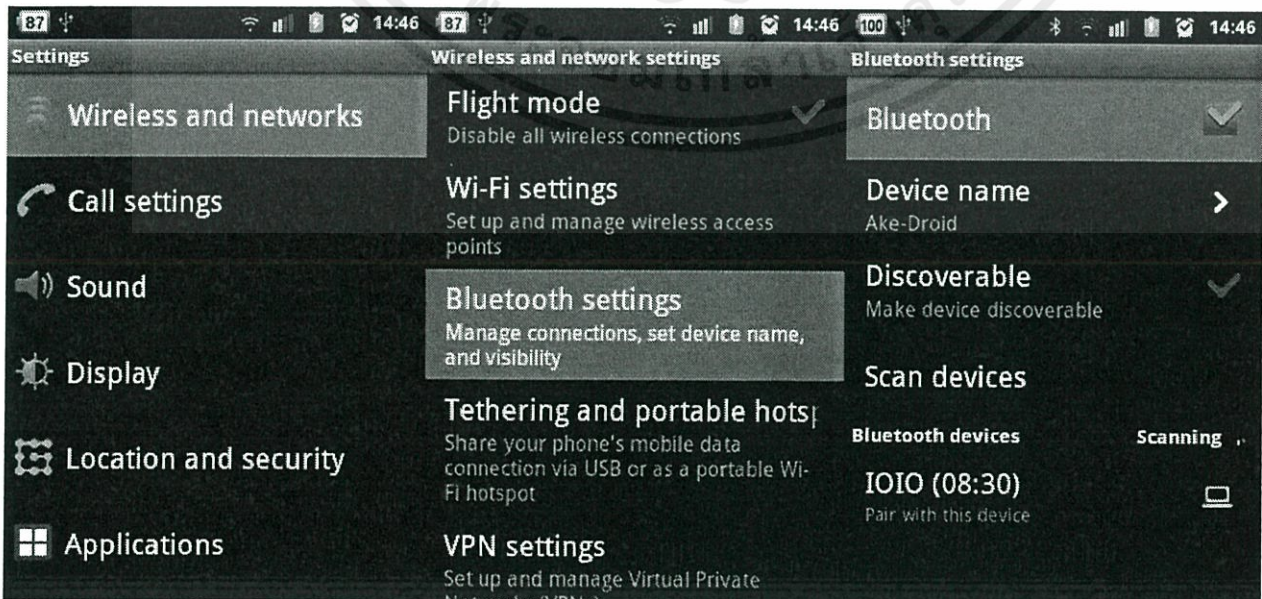 87 14:46
Settings
Wireless and networks
Call settings
Sound
Display
Location and security
Applications
87 14:46
Wireless and network settings
Flight mode
Disable all wireless connections
Wi-Fi settings
Set up and manage wireless access
points
Bluetooth settings
Manage connections, set device name,
and visibility
Tethering and portable
Share your phone's mobile data
connection via USB or as a portable Wi-
Fi hotspot
VPN settings
Set up and manage Virtual Private
100 14:46
Bluetooth settings
Bluetooth
Device name
Ake-Droid
Discoverable
Make device discoverable
Scan devices
Bluetooth devices Scanning
IOIO (08:30)
Pair with this device